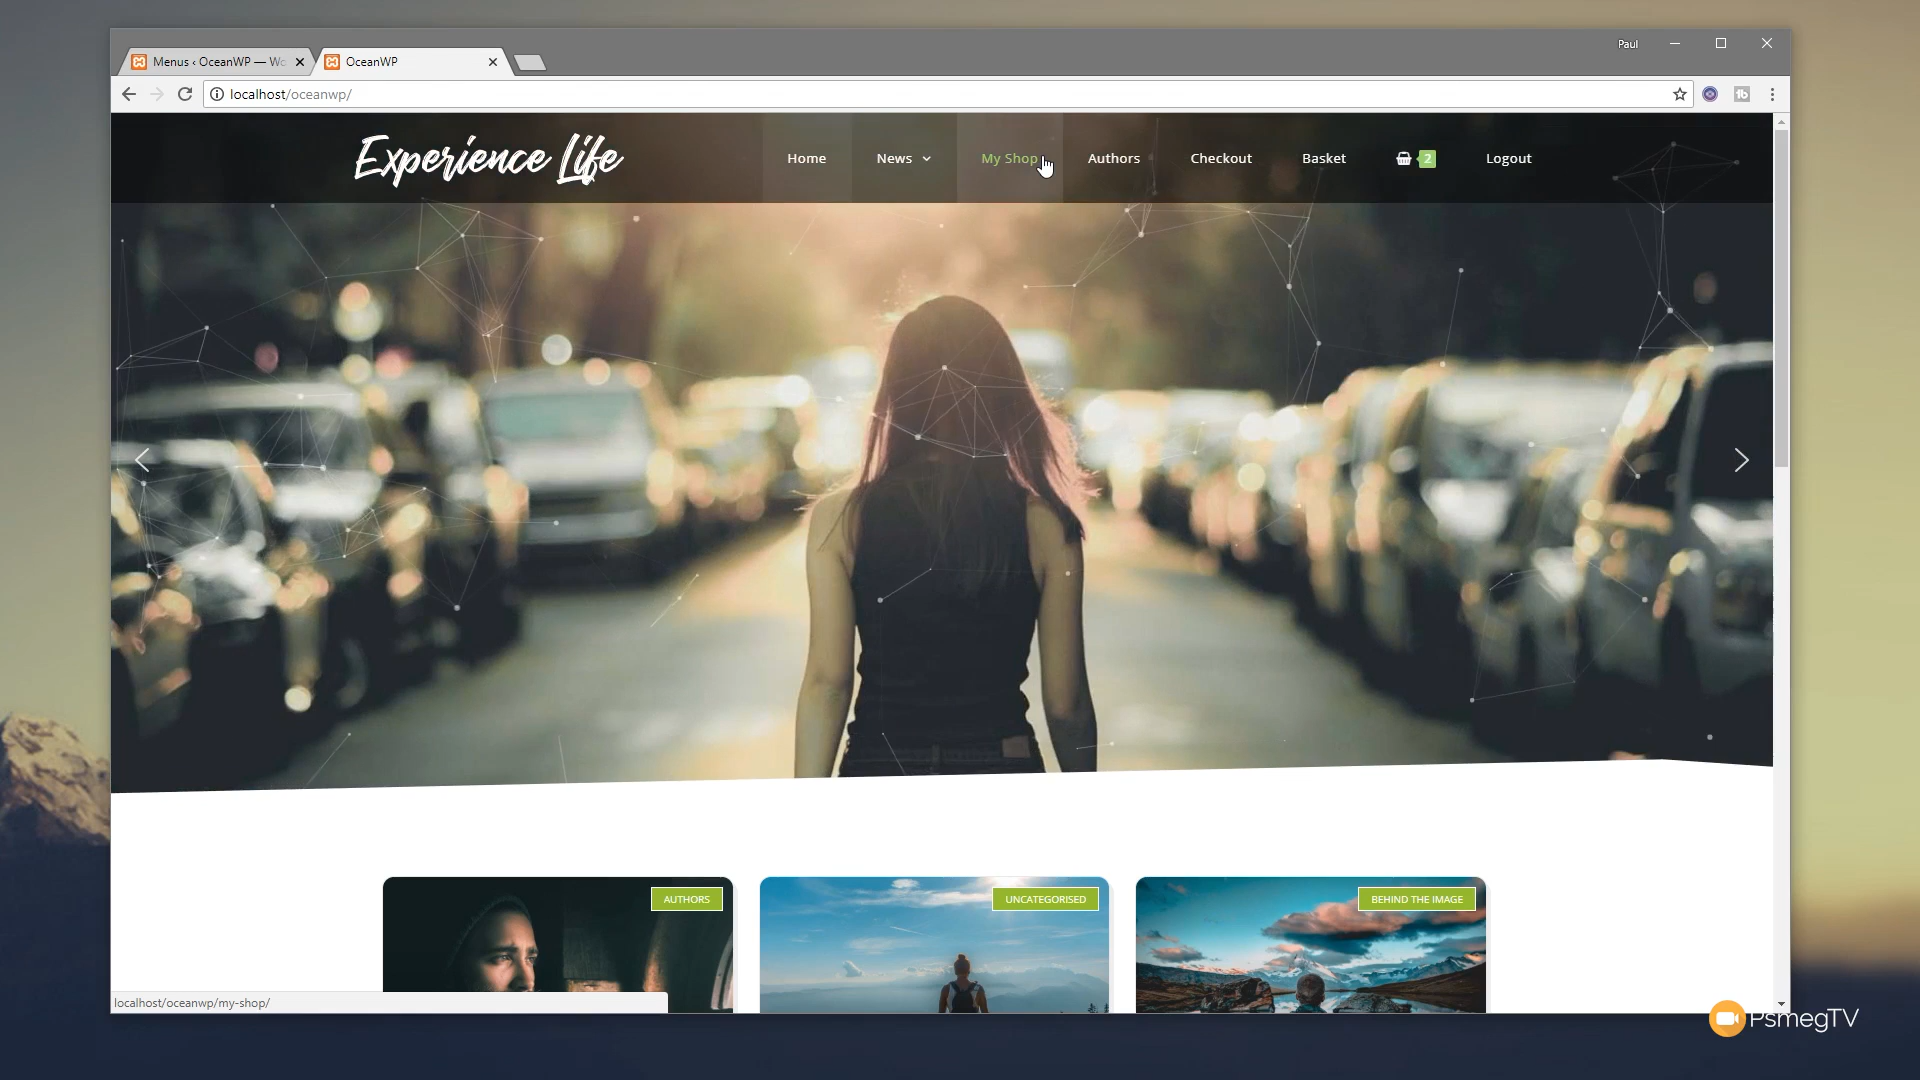 Paul
Menus ‹ OceanWP — Wo
OceanWP
localhost/oceanwp/
Experience Life
Home
News
My Shop
Authors
Checkout
Basket
2
Logout
AUTHORS
UNCATEGORISED
BEHIND THE IMAGE
localhost/oceanwp/my-shop/
PsmegTV